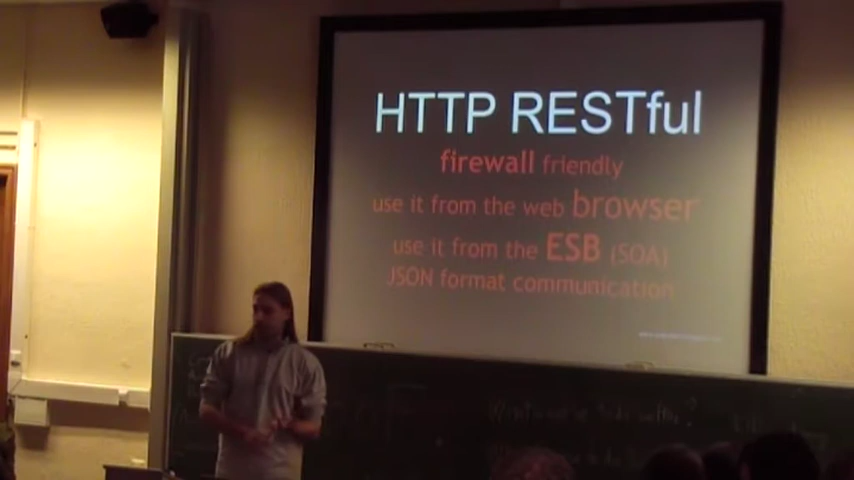 HTTP RESTful
firewall friendly
use it from the web browser
use it from the ESB (SOA)
JSON format communication